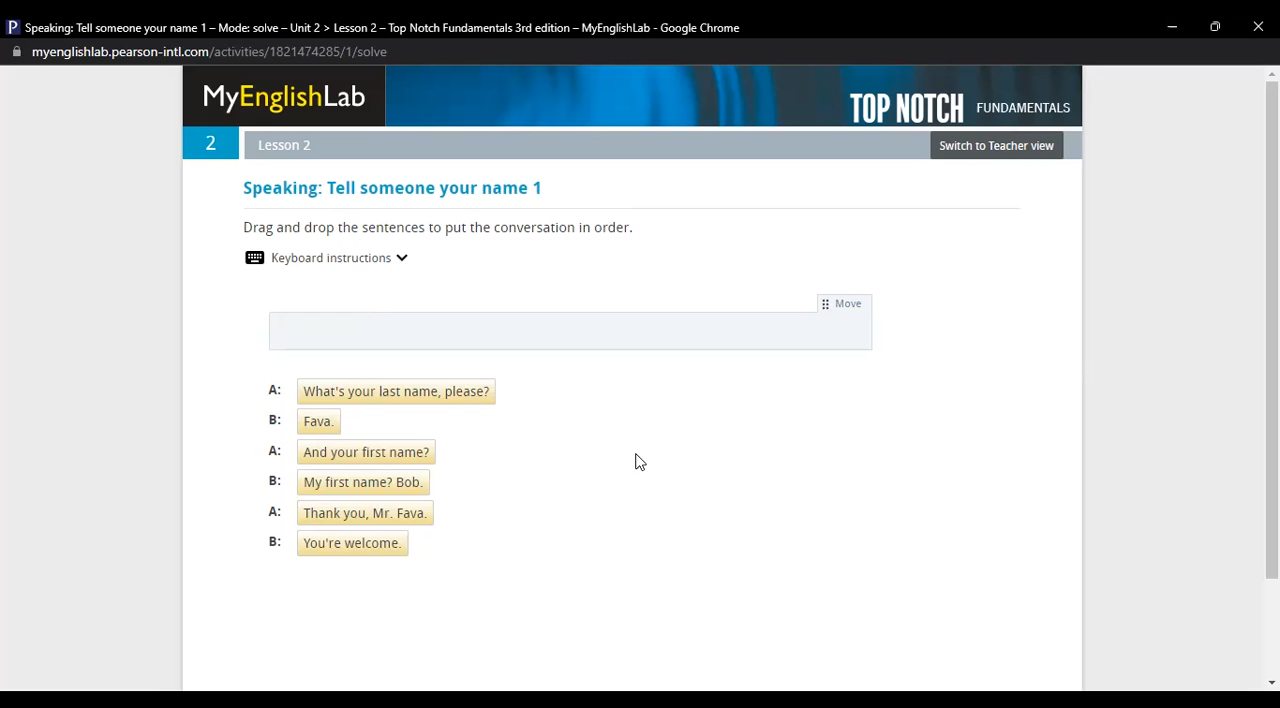 Speaking: Tell someone your name 1 – Mode: solve – Unit 2 > Lesson 2 – Top Notch Fundamentals 3rd edition – MyEnglishLab - Google Chrome
myenglishlab.pearson-intl.com/activities/1821474285/1/solve
MyEnglishLab
TOP NOTCH FUNDAMENTALS
2 Lesson 2 Switch to Teacher view
Speaking: Tell someone your name 1
Drag and drop the sentences to put the conversation in order.
Keyboard instructions
Move
A: What's your last name, please?
B: Fava.
A: And your first name?
B: My first name? Bob.
A: Thank you, Mr. Fava.
B: You're welcome.